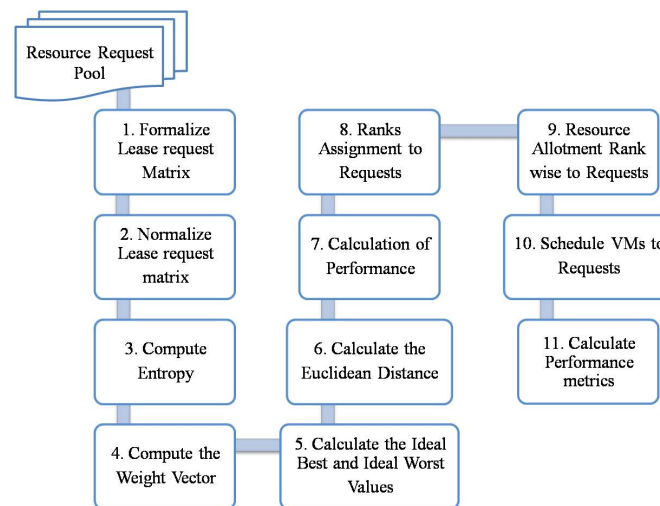 Resource Request
Pool
1. Formalize
Lease request
Matrix
2. Normalize
Lease request
matrix
3. Compute
Entropy
4. Compute the
Weight Vector
5. Calculate the Ideal
Best and Ideal Worst
Values
6. Calculate the
Euclidean Distance
7. Calculation of
Performance
8. Ranks
Assignment to
Requests
9. Resource
Allotment Rank
wise to Requests
10. Schedule VMs to
Requests
11. Calculate
Performance
metrics